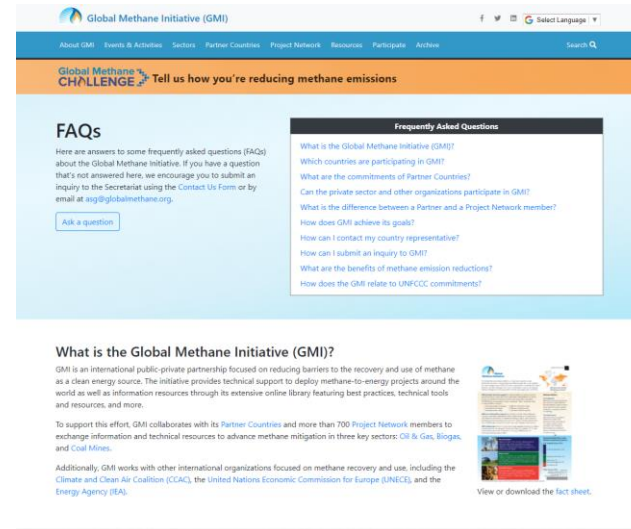 Global Methane Initiative (GMI)
Select Language ▼
About GMI Events & Activities Sectors Partner Countries Project Network Resources Participate Archive Search
Global Methane
CHALLENGE
Tell us how you're reducing methane emissions
FAQs
Here are answers to some frequently asked questions (FAQs)
about the Global Methane Initiative. If you have a question
that's not answered here, we encourage you to submit an
inquiry to the Secretariat using the Contact Us Form or by
email at asg@globalmethane.org.
Ask a question
Frequently Asked Questions
What is the Global Methane Initiative (GMI)?
Which countries are participating in GMI?
What are the commitments of Partner Countries?
Can the private sector and other organizations participate in GMI?
What is the difference between a Partner and a Project Network member?
How does GMI achieve its goals?
How can I contact my country representative?
How can I submit an inquiry to GMI?
What are the benefits of methane emission reductions?
How does the GMI relate to UNFCCC commitments?
What is the Global Methane Initiative (GMI)?
GMI is an international public-private partnership focused on reducing barriers to the recovery and use of methane
as a clean energy source. The initiative provides technical support to deploy methane-to-energy projects around the
world as well as information resources through its extensive online library featuring best practices, technical tools
and resources, and more.
To support this effort, GMI collaborates with its Partner Countries and more than 700 Project Network members to
exchange information and technical resources to advance methane mitigation in three key sectors: Oil & Gas, Biogas,
and Coal Mines.
Additionally, GMI works with other international organizations focused on methane recovery and use, including the
Climate and Clean Air Coalition (CCAC), the United Nations Economic Commission for Europe (UNECE), and the
Energy Agency (IEA).
View or download the fact sheet.